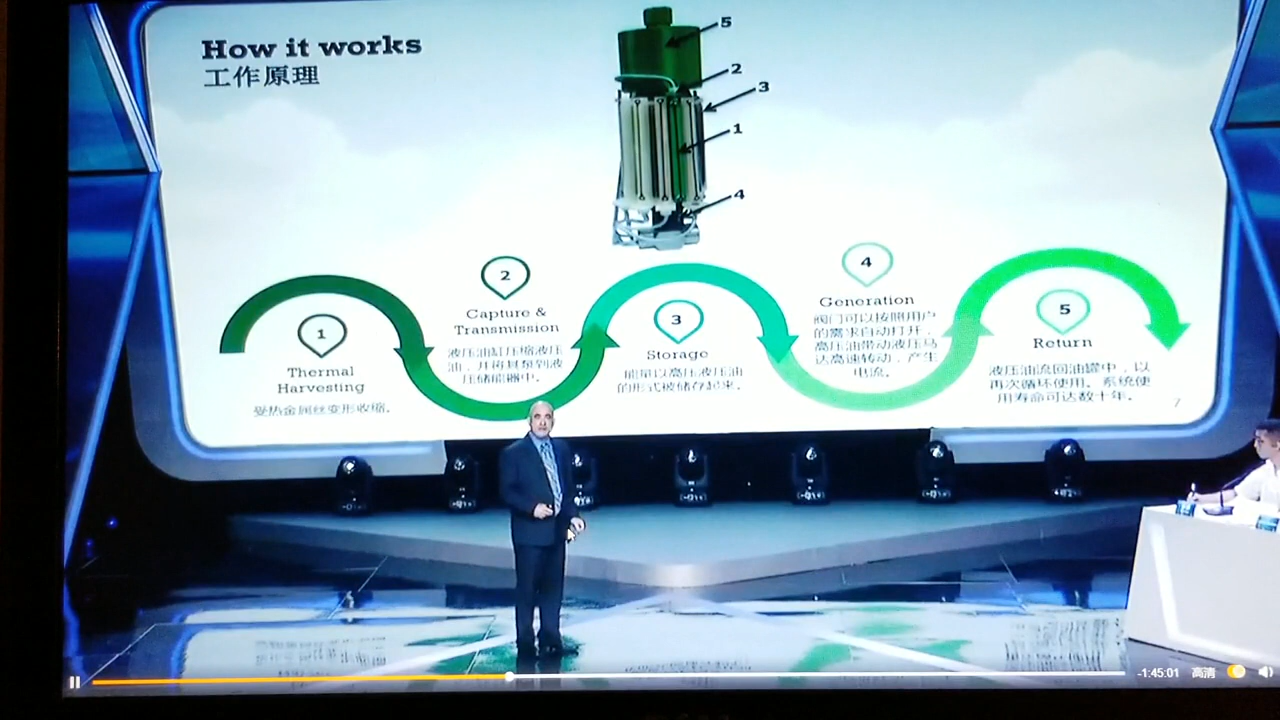 How it works
工作原理
5
2
3
1
4
1
Thermal
Harvesting
受热金属丝变形收缩。
2
Capture &
Transmission
液压油缸压缩液压
油，并将其泵到液
压储能器中。
3
Storage
能量以高压液压油
的形式被储存起来。
4
Generation
阀门可以按照用户
的需求自动打开，
高压油带动液压马
达高速转动，产生
电流。
5
Return
液压油流回油罐中，以
再次循环使用。系统使
用寿命可达数十年。
7
-1:45:01
高清